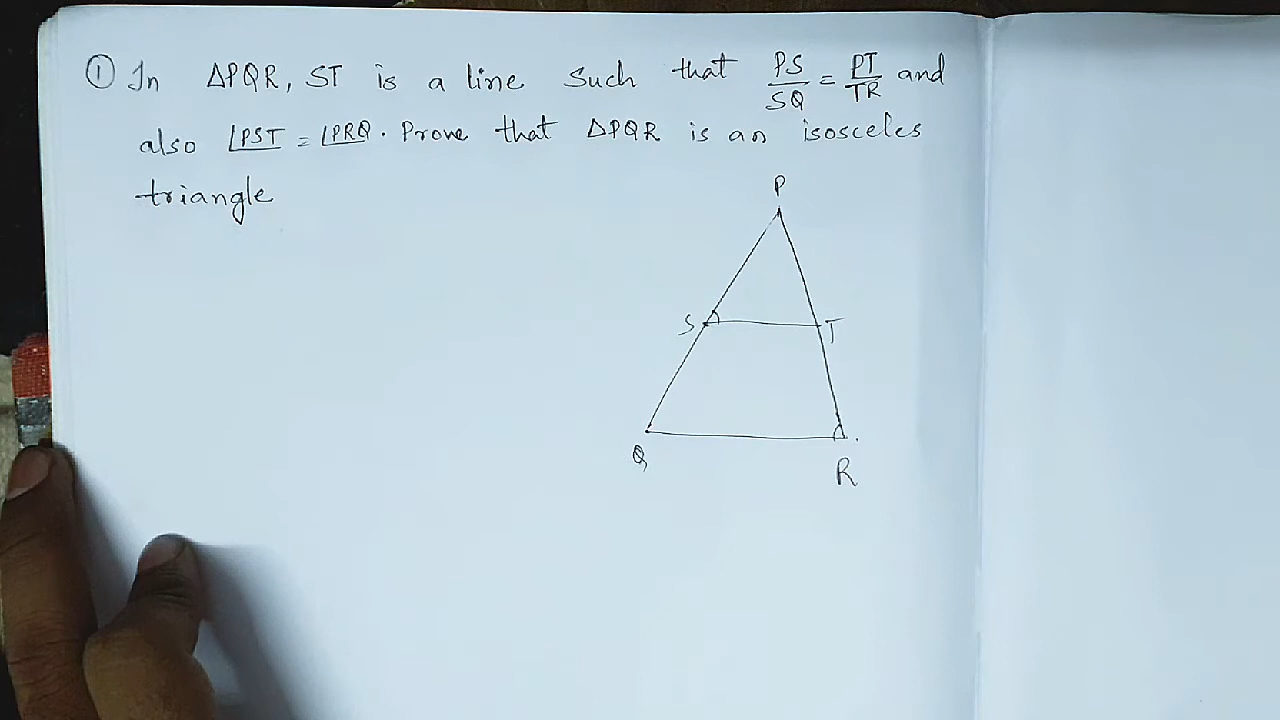 ① In ΔPQR, ST is a line such that PS/SQ = PT/TR and
also ∠PST = ∠PRQ. Prove that ΔPQR is an isosceles
triangle
P
S T
Q R